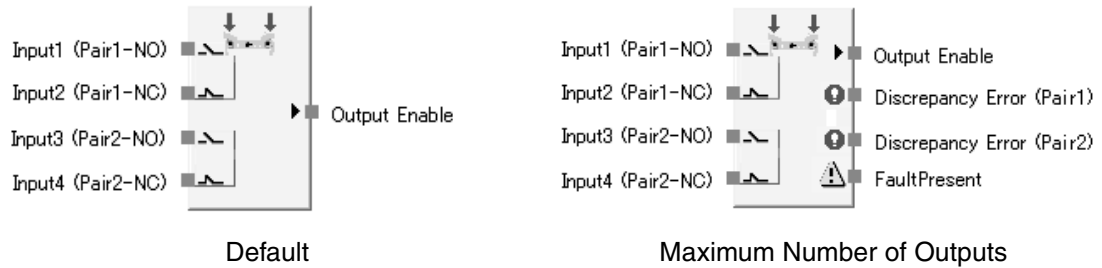 Input1 (Pair1-NO)
Input2 (Pair1-NC)
Input3 (Pair2-NO)
Input4 (Pair2-NC)
Output Enable
Default
Input1 (Pair1-NO)
Input2 (Pair1-NC)
Input3 (Pair2-NO)
Input4 (Pair2-NC)
Output Enable
Discrepancy Error (Pair1)
Discrepancy Error (Pair2)
FaultPresent
Maximum Number of Outputs